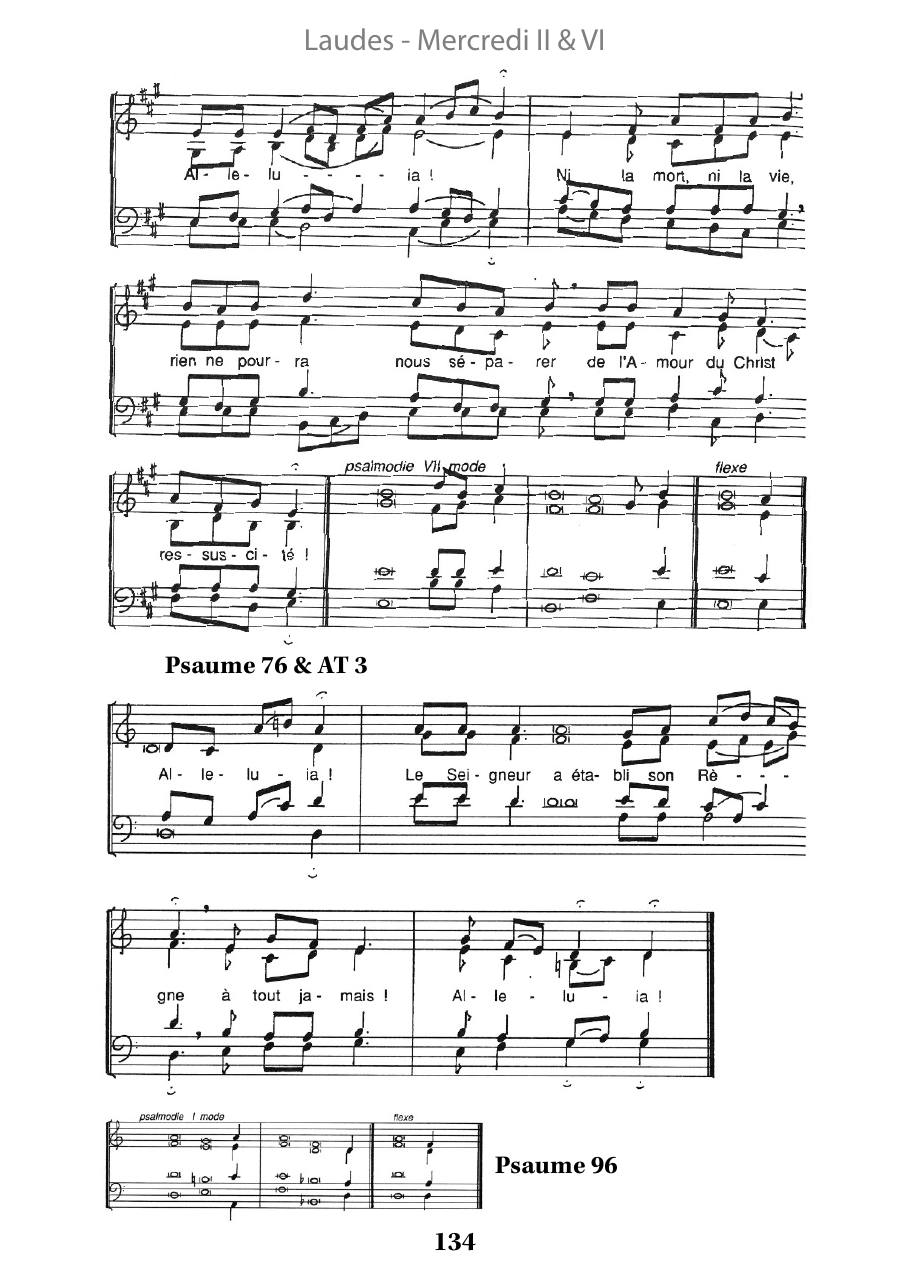 Laudes - Mercredi II & VI
Al- le- lu - - - - ia ! Ni la mort, ni la vie,
rien ne pour- ra nous sé- pa- rer de l'A- mour du Christ
psalmodie VII mode flexe
res- sus- ci- té !
Psaume 76 & AT 3
Al- le- lu- ia ! Le Sei- gneur a éta- bli son Rè - - - -
gne à tout ja- mais ! Al- le- lu- ia !
psalmodie I mode flexe
Psaume 96
134